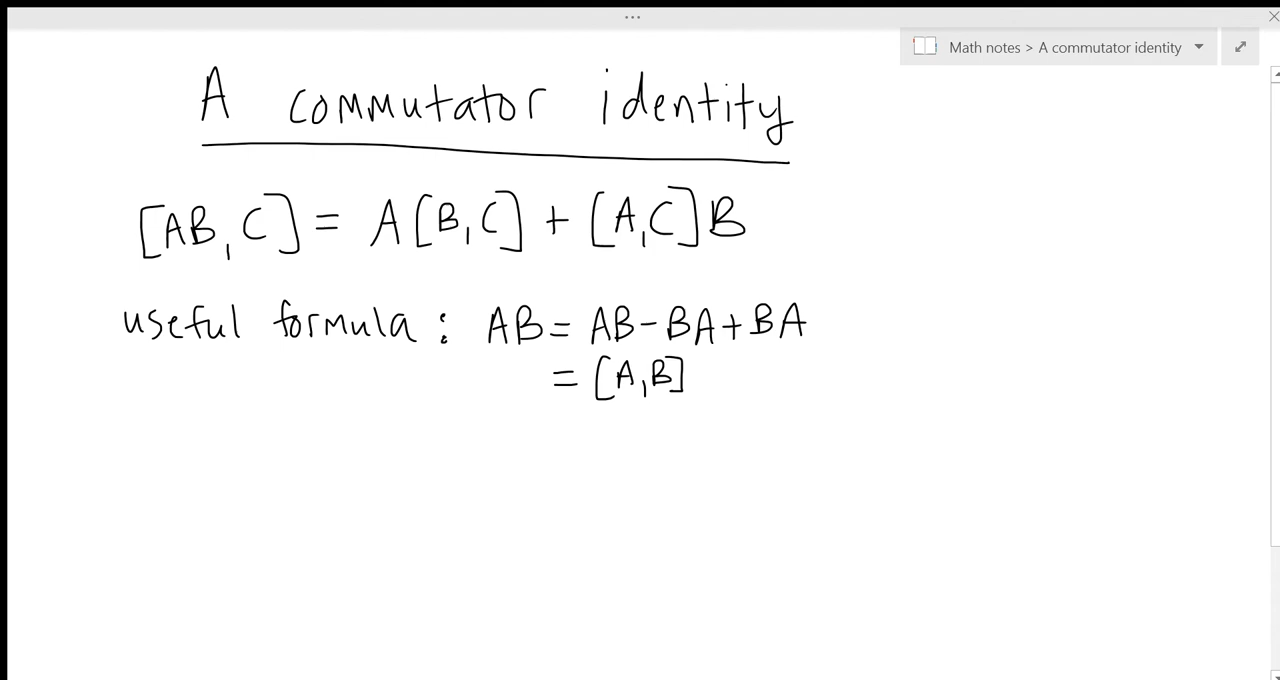 ...
Math notes > A commutator identity
A commutator identity
[AB,C] = A[B,C] + [A,C]B
useful formula : AB = AB - BA + BA
= [A,B]